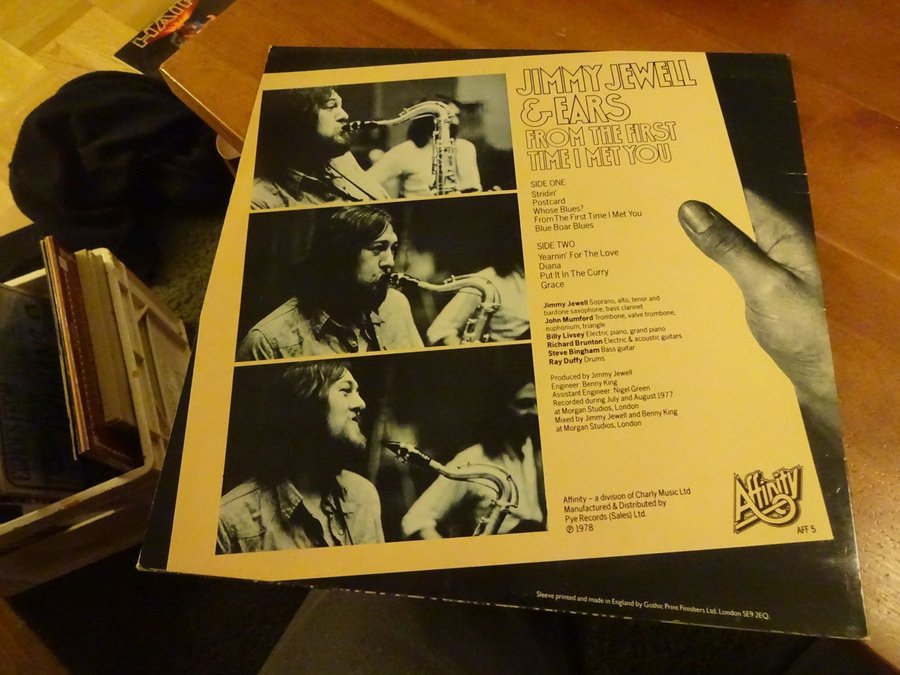 JIMMY JEWELL
& EARS
FROM THE FIRST
TIME I MET YOU
SIDE ONE
Stridin'
Postcard
Whose Blues?
From The First Time I Met You
Blue Boar Blues
SIDE TWO
Yearnin' For The Love
Diana
Put It In The Curry
Grace
Jimmy Jewell Soprano, alto, tenor and
baritone saxophone, bass clarinet
John Mumford Trombone, valve trombone,
euphonium, triangle
Billy Livsey Electric piano, grand piano
Richard Brunton Electric & acoustic guitars
Steve Bingham Bass guitar
Ray Duffy Drums
Produced by Jimmy Jewell
Engineer: Benny King
Assistant Engineer: Nigel Green
Recorded during July and August 1977
at Morgan Studios, London
Mixed by Jimmy Jewell and Benny King
at Morgan Studios, London
Affinity – a division of Charly Music Ltd
Manufactured & Distributed by
Pye Records (Sales) Ltd.
℗ 1978
Affinity
AFF 5
Sleeve printed and made in England by Gothic Print Finishers Ltd. London SE9 2EQ.